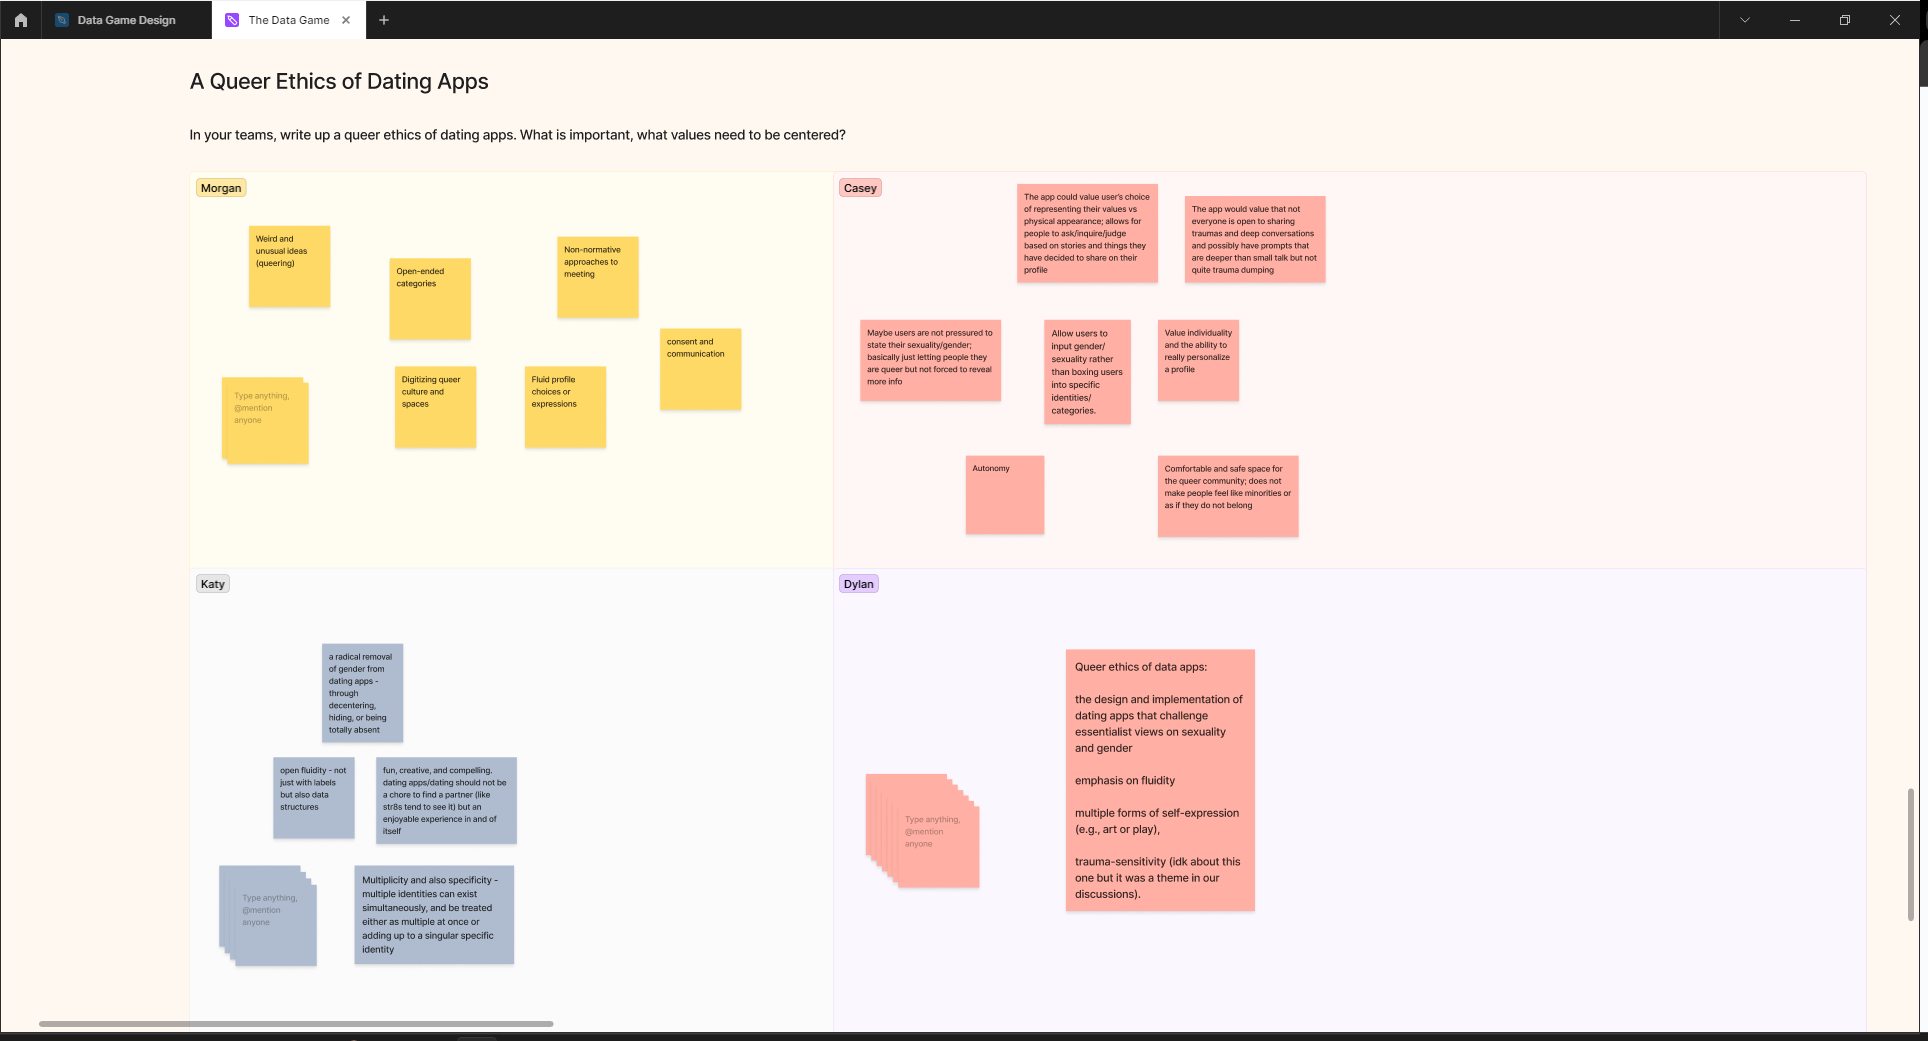 Data Game Design
The Data Game
A Queer Ethics of Dating Apps
In your teams, write up a queer ethics of dating apps. What is important, what values need to be centered?
Morgan
Weird and
unusual ideas
(queering)
Open-ended
categories
Non-normative
approaches to
meeting
consent and
communication
Type anything,
@mention
anyone
Digitizing queer
culture and
spaces
Fluid profile
choices or
expressions
Casey
The app could value user's choice
of representing their values vs
physical appearance; allows for
people to ask/inquire/judge
based on stories and things they
have decided to share on their
profile
The app would value that not
everyone is open to sharing
traumas and deep conversations
and possibly have prompts that
are deeper than small talk but not
quite trauma dumping
Maybe users are not pressured to
state their sexuality/gender;
basically just letting people they
are queer but not forced to reveal
more info
Allow users to
input gender/
sexuality rather
than boxing users
into specific
identities/
categories.
Value individuality
and the ability to
really personalize
a profile
Autonomy
Comfortable and safe space for
the queer community; does not
make people feel like minorities or
as if they do not belong
Katy
a radical removal
of gender from
dating apps -
through
decentering,
hiding, or being
totally absent
open fluidity - not
just with labels
but also data
structures
fun, creative, and compelling.
dating apps/dating should not be
a chore to find a partner (like
str8s tend to see it) but an
enjoyable experience in and of
itself
Type anything,
@mention
anyone
Multiplicity and also specificity -
multiple identities can exist
simultaneously, and be treated
either as multiple at once or
adding up to a singular specific
identity
Dylan
Type anything,
@mention
anyone
Queer ethics of data apps:
the design and implementation of
dating apps that challenge
essentialist views on sexuality
and gender
emphasis on fluidity
multiple forms of self-expression
(e.g., art or play),
trauma-sensitivity (idk about this
one but it was a theme in our
discussions).